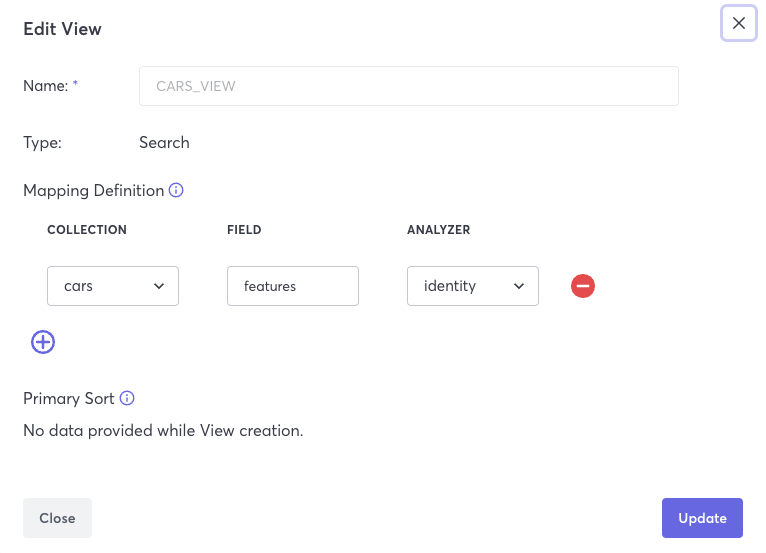 Edit View
Name: *
CARS_VIEW
Type:
Search
Mapping Definition
COLLECTION FIELD ANALYZER
cars features identity
Primary Sort
No data provided while View creation.
Close Update